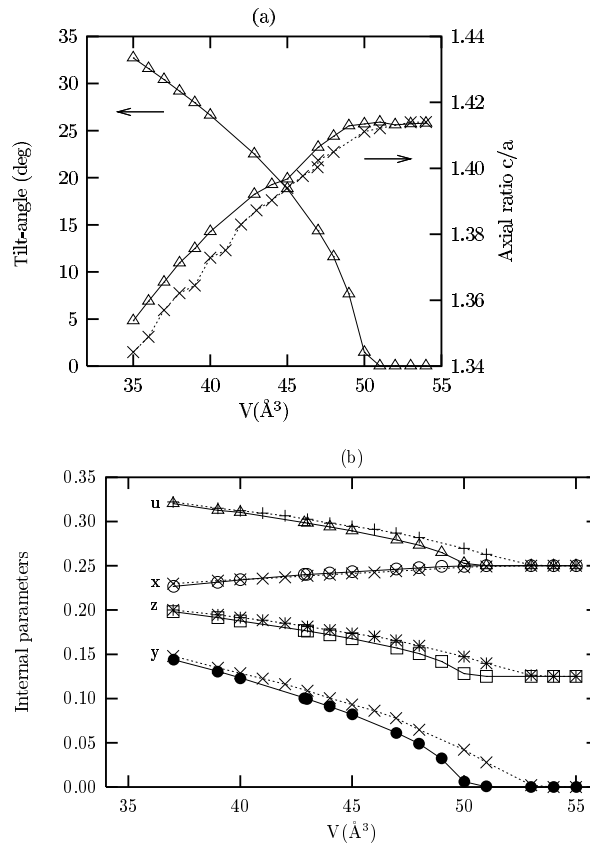 (a)
35
30
25
20
15
10
5
0
Tilt-angle (deg)
1.44
1.42
1.40
1.38
1.36
1.34
Axial ratio c/a
35 40 45 50 55
V(Å³)
(b)
0.35
0.30
0.25
0.20
0.15
0.10
0.05
0.00
Internal parameters
u
x
z
y
35 40 45 50 55
V(Å³)